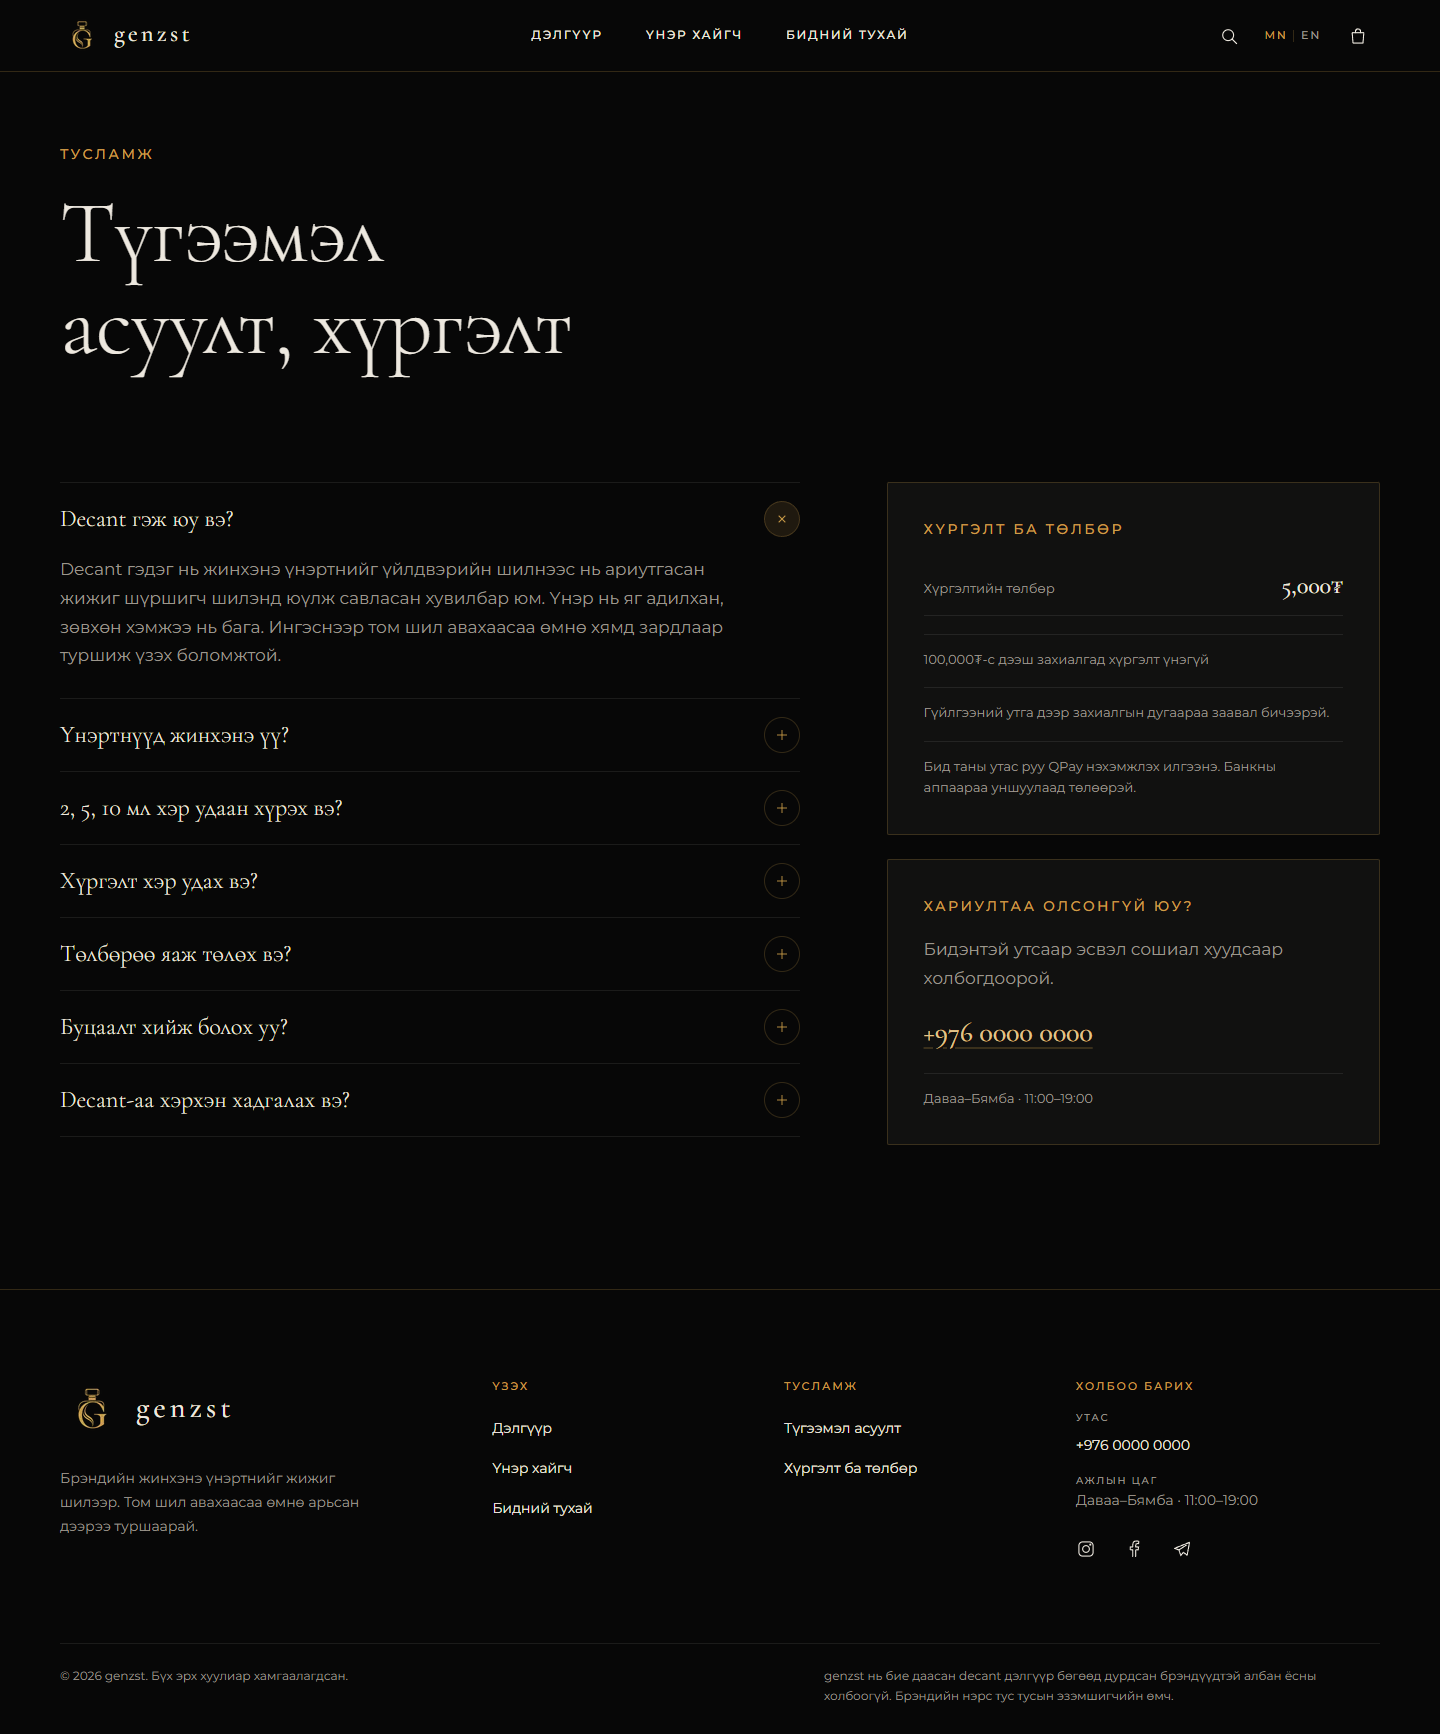 genzst
ДЭЛГҮҮР ҮНЭР ХАЙГЧ БИДНИЙ ТУХАЙ
MN | EN
ТУСЛАМЖ
Түгээмэл
асуулт, хүргэлт
Decant гэж юу вэ?
Decant гэдэг нь жинхэнэ үнэртнийг үйлдвэрийн шилнээс нь ариутгасан
жижиг шүршигч шилэнд юүлж савласан хувилбар юм. Үнэр нь яг адилхан,
зөвхөн хэмжээ нь бага. Ингэснээр том шил авахаасаа өмнө хямд зардлаар
туршиж үзэх боломжтой.
Үнэртнүүд жинхэнэ үү?
2, 5, 10 мл хэр удаан хүрэх вэ?
Хүргэлт хэр удах вэ?
Төлбөрөө яаж төлөх вэ?
Буцаалт хийж болох уу?
Decant-аа хэрхэн хадгалах вэ?
ХҮРГЭЛТ БА ТӨЛБӨР
Хүргэлтийн төлбөр 5,000₮
100,000₮-с дээш захиалгад хүргэлт үнэгүй
Гүйлгээний утга дээр захиалгын дугаараа заавал бичээрэй.
Бид таны утас руу QPay нэхэмжлэх илгээнэ. Банкны
аппаараа уншуулаад төлөөрэй.
ХАРИУЛТАА ОЛСОНГҮЙ ЮУ?
Бидэнтэй утсаар эсвэл сошиал хуудсаар
холбогдоорой.
+976 0000 0000
Даваа–Бямба · 11:00–19:00
genzst
Брэндийн жинхэнэ үнэртнийг жижиг
шилээр. Том шил авахаасаа өмнө арьсан
дээрээ туршаарай.
ҮЗЭХ
Дэлгүүр
Үнэр хайгч
Бидний тухай
ТУСЛАМЖ
Түгээмэл асуулт
Хүргэлт ба төлбөр
ХОЛБОО БАРИХ
УТАС
+976 0000 0000
АЖЛЫН ЦАГ
Даваа–Бямба · 11:00–19:00
© 2026 genzst. Бүх эрх хуулиар хамгаалагдсан.
genzst нь бие даасан decant дэлгүүр бөгөөд дурдсан брэндүүдтэй албан ёсны
холбоогүй. Брэндийн нэрс тус тусын эзэмшигчийн өмч.